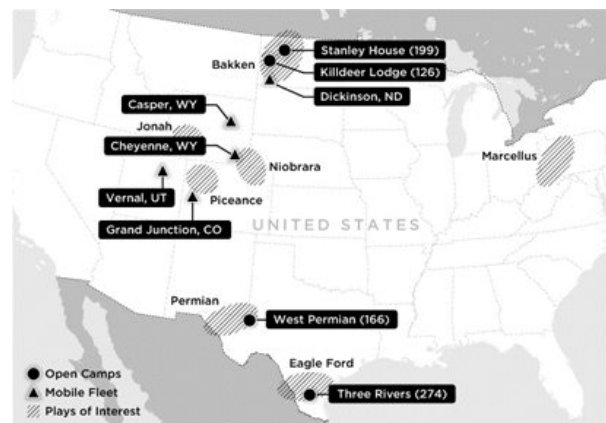 Stanley House (199)
Bakken
Killdeer Lodge (126)
Dickinson, ND
Casper, WY
Jonah
Cheyenne, WY
Marcellus
Niobrara
Vernal, UT
Piceance
UNITED STATES
Grand Junction, CO
Permian
West Permian (166)
Eagle Ford
Open Camps
Mobile Fleet
Three Rivers (274)
Plays of Interest